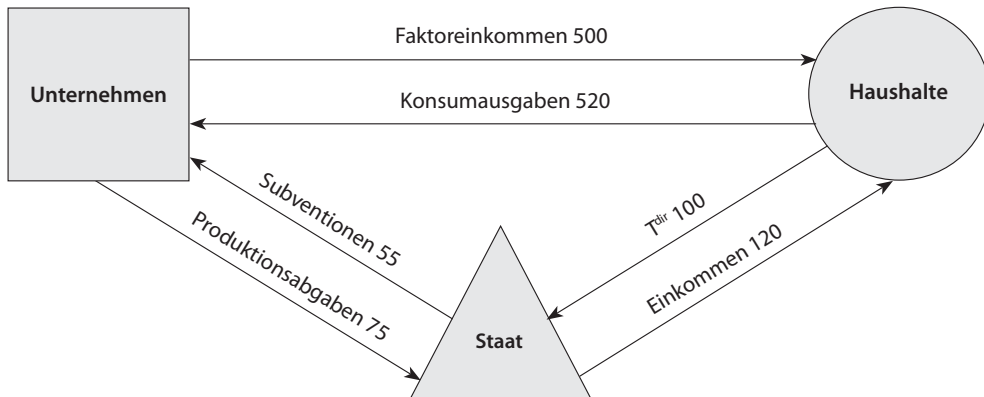 Faktoreinkommen 500
Unternehmen
Haushalte
Konsumausgaben 520
Subventionen 55
Produktionsabgaben 75
T^dir 100
Einkommen 120
Staat